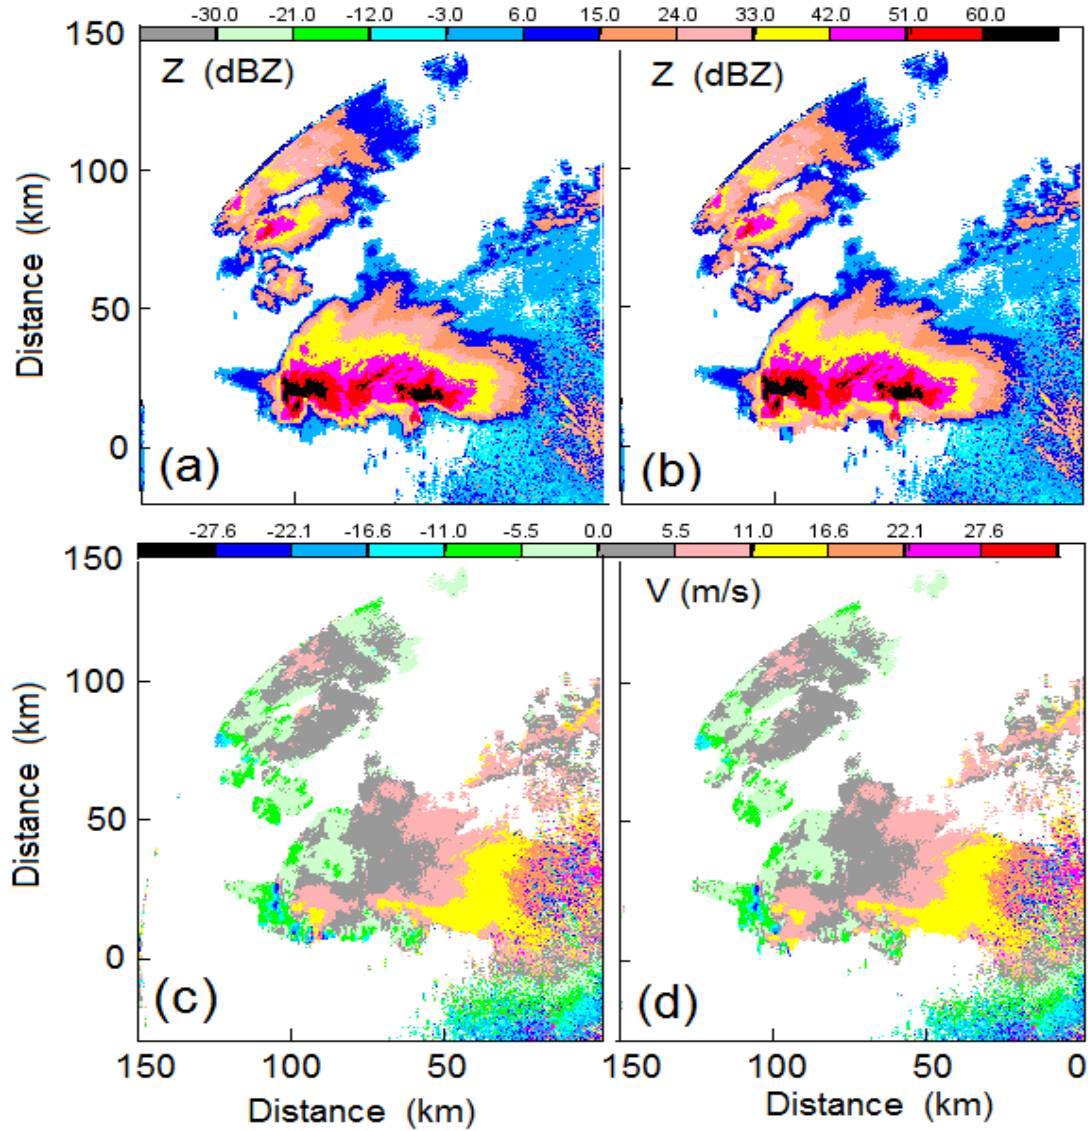 -30.0 -21.0 -12.0 -3.0 6.0 15.0 24.0 33.0 42.0 51.0 60.0
150
Z (dBZ) Z (dBZ)
100
50
0
Distance (km)
(a) (b)
-27.6 -22.1 -16.6 -11.0 -5.5 0.0 5.5 11.0 16.6 22.1 27.6
150
V (m/s)
100
50
0
Distance (km)
(c) (d)
150 100 50 150 100 50 0
Distance (km) Distance (km)